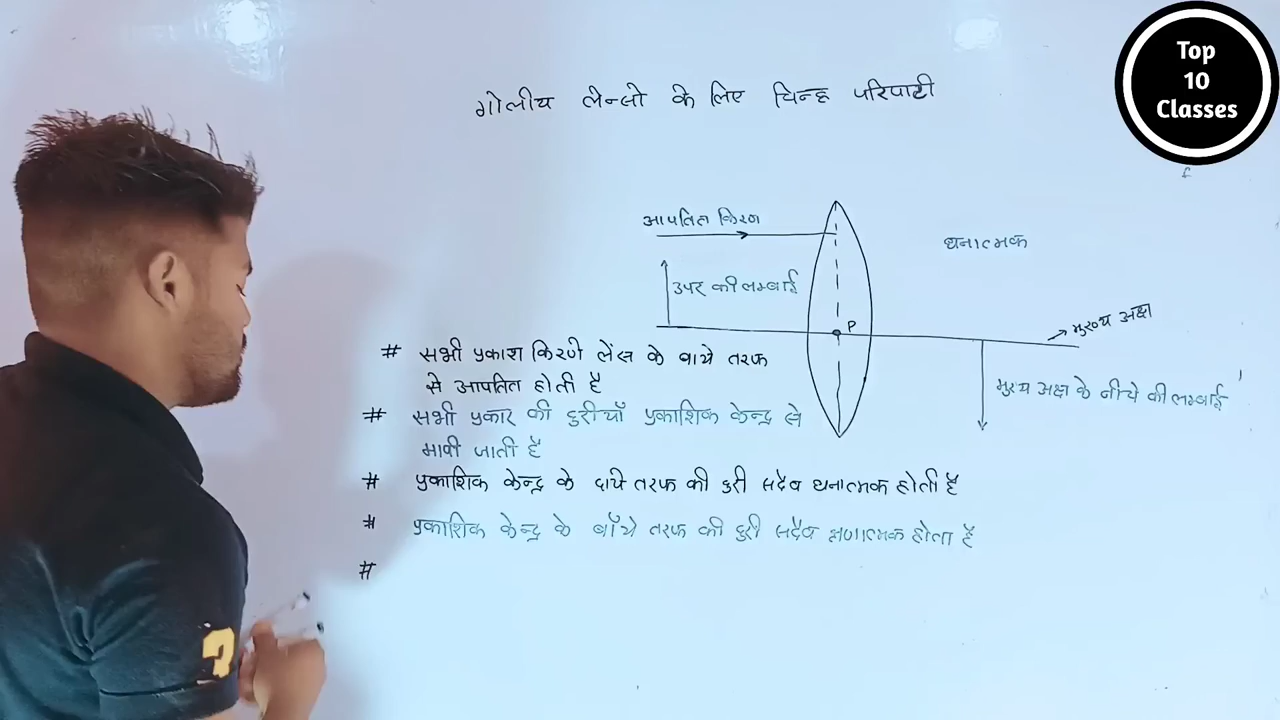 Top
10
Classes
गोलीय लेन्सो के लिए चिन्ह परिपाटी
आपतित किरण
धनात्मक
उपर की लम्बाई
P
मुख्य अक्ष
मुख्य अक्ष के नीचे की लम्बाई
# सभी प्रकाश किरणे लेंस के बाये तरफ
से आपतित होती है
# सभी प्रकार की दुरीयाँ प्रकाशिक केन्द्र से
मापी जाती है
# प्रकाशिक केन्द्र के दाये तरफ की दुरी सदैव धनात्मक होती है
# प्रकाशिक केन्द्र के बाँये तरफ की दुरी सदैव ऋणात्मक होता है
#